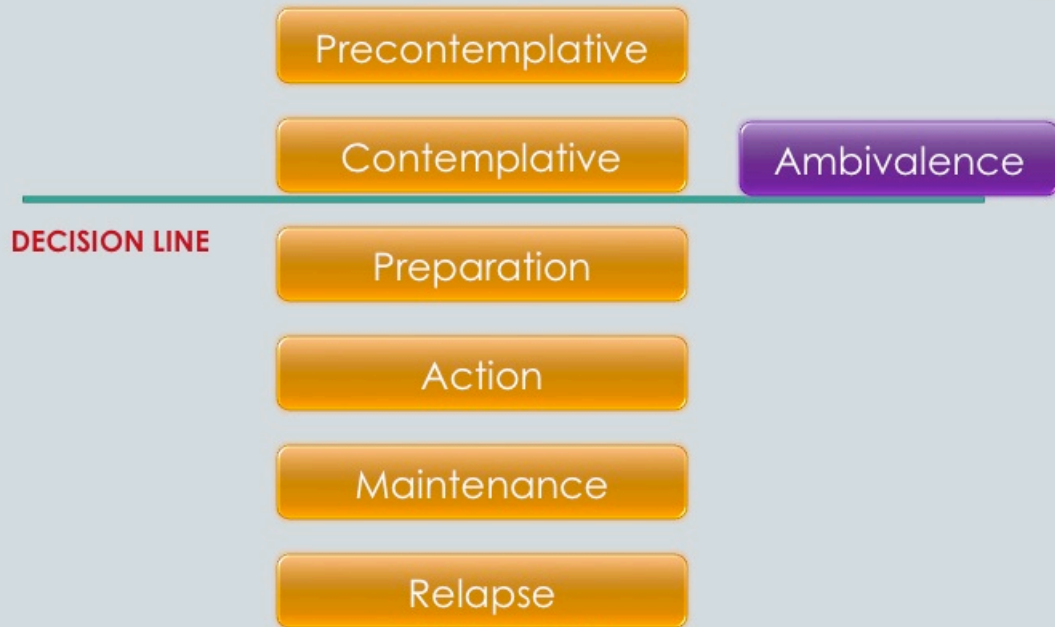 Precontemplative
Contemplative
Ambivalence
DECISION LINE
Preparation
Action
Maintenance
Relapse